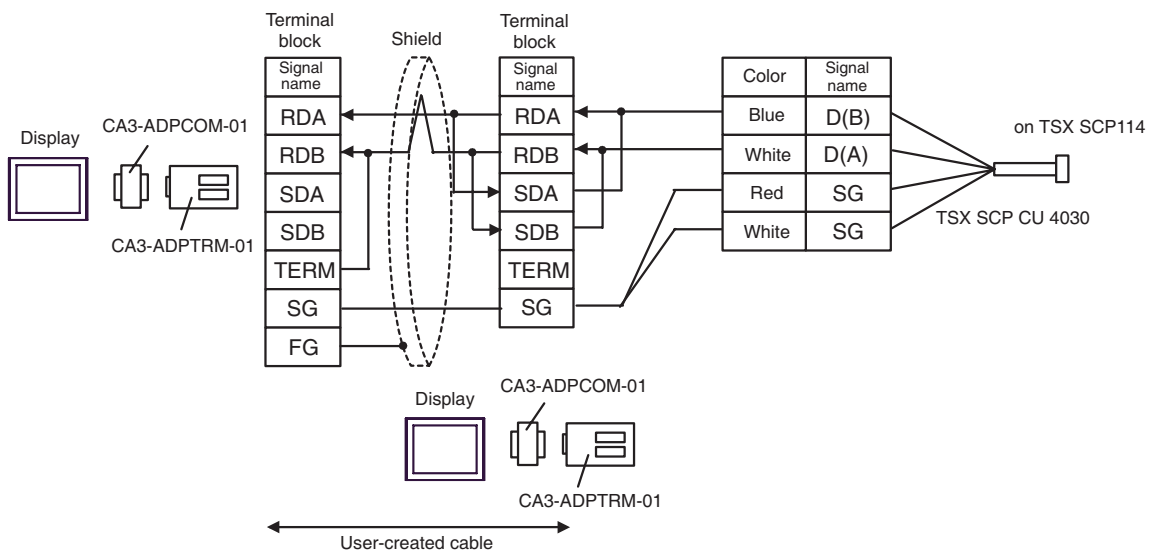 Terminal
block
Shield
Terminal
block
Signal
name
RDA
RDB
SDA
SDB
TERM
SG
FG
Signal
name
RDA
RDB
SDA
SDB
TERM
SG
Color
Signal
name
Blue
D(B)
White
D(A)
Red
SG
White
SG
on TSX SCP114
TSX SCP CU 4030
Display
CA3-ADPCOM-01
CA3-ADPTRM-01
Display
CA3-ADPCOM-01
CA3-ADPTRM-01
User-created cable